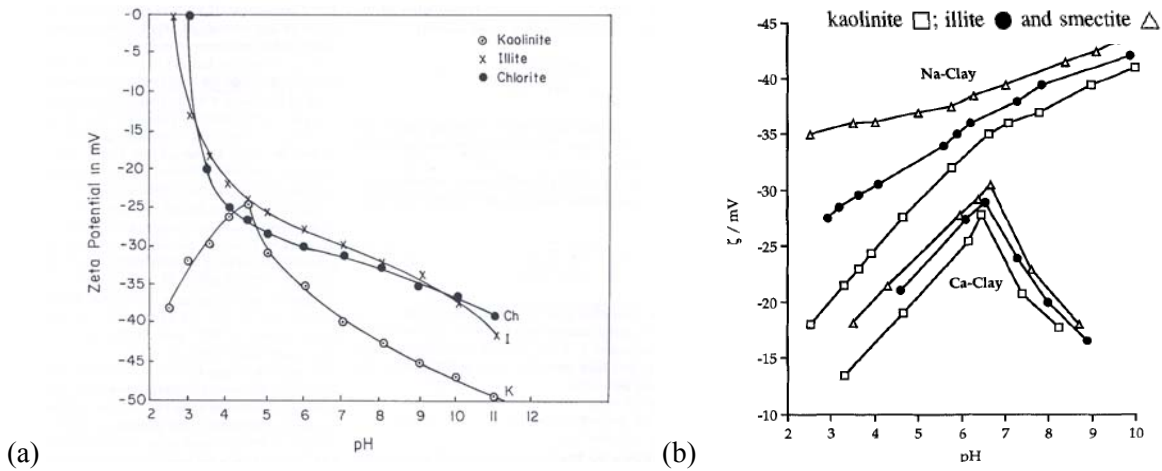 -0
-5
-10
-15
-20
-25
-30
-35
-40
-45
-50
Zeta Potential in mV
⊙ Kaolinite
x Illite
● Chlorite
Ch
I
K
2 3 4 5 6 7 8 9 10 11 12
pH
(a)
kaolinite □; illite ● and smectite △
-45
-40
-35
-30
-25
-20
-15
-10
ζ / mV
Na-Clay
Ca-Clay
2 3 4 5 6 7 8 9 10
pH
(b)